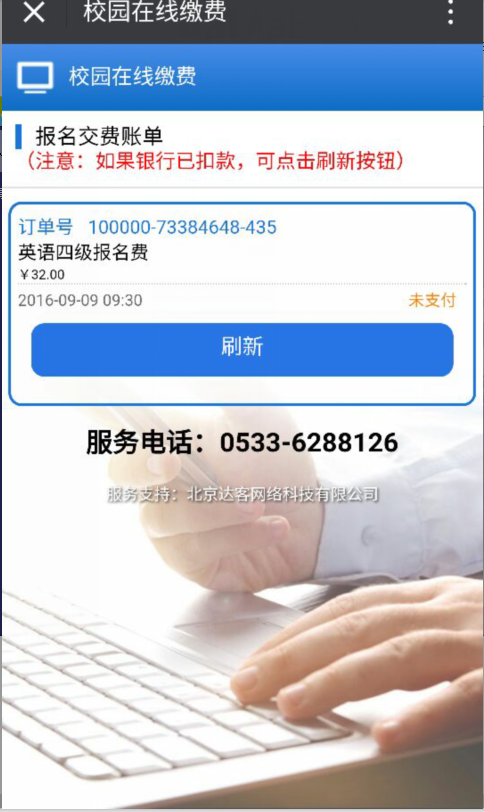 校园在线缴费
校园在线缴费
报名交费账单
（注意：如果银行已扣款，可点击刷新按钮）
订单号 100000-73384648-435
英语四级报名费
￥32.00
2016-09-09 09:30 未支付
刷新
服务电话：0533-6288126
服务支持：北京达客网络科技有限公司